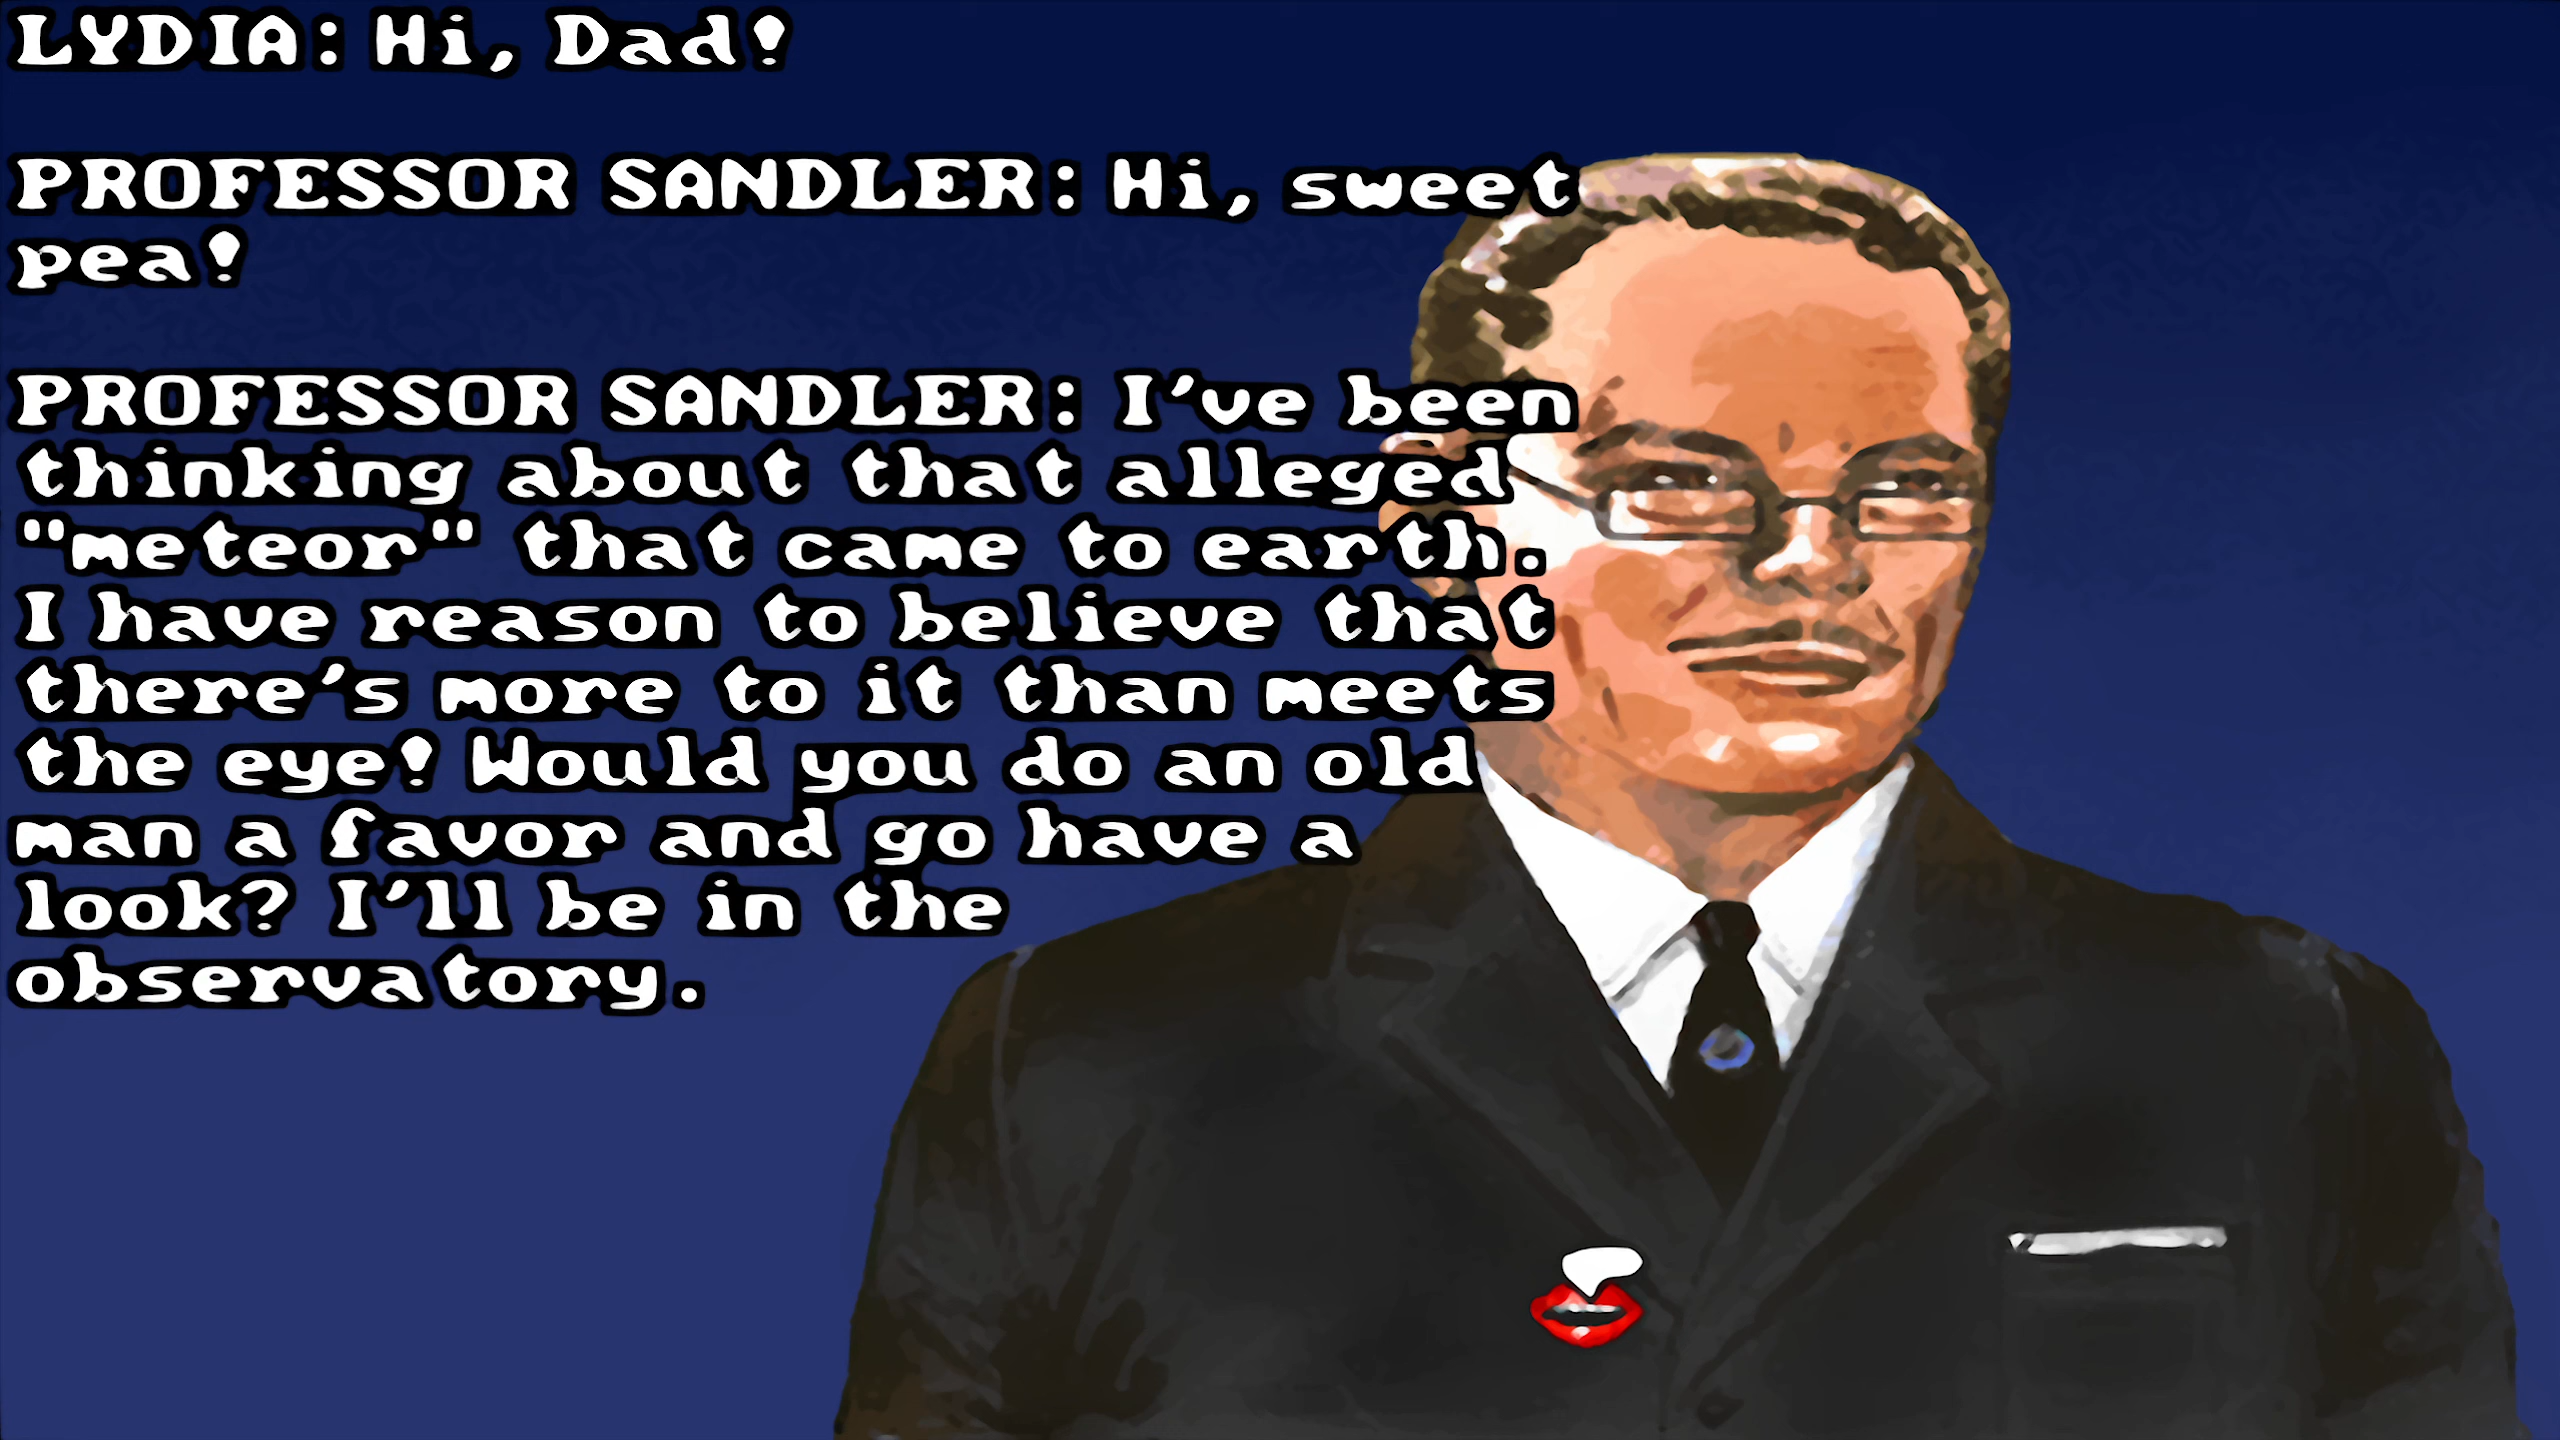 LYDIA: Hi, Dad!
PROFESSOR SANDLER: Hi, sweet
pea!
PROFESSOR SANDLER: I've been
thinking about that alleged
"meteor" that came to earth.
I have reason to believe that
there's more to it than meets
the eye! Would you do an old
man a favor and go have a
look? I'll be in the
observatory.